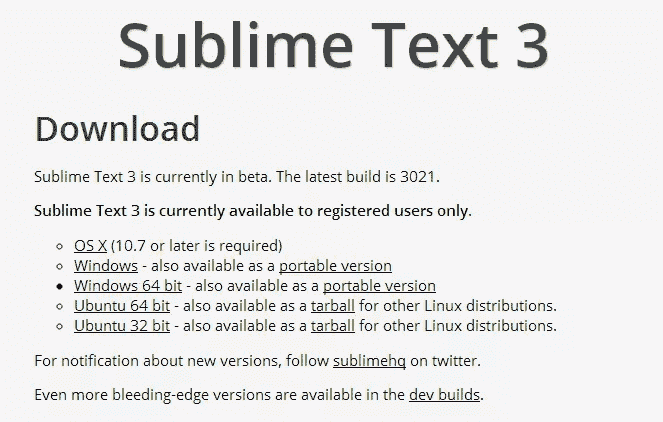 Sublime Text 3
Download
Sublime Text 3 is currently in beta. The latest build is 3021.
Sublime Text 3 is currently available to registered users only.
OS X (10.7 or later is required)
Windows - also available as a portable version
Windows 64 bit - also available as a portable version
Ubuntu 64 bit - also available as a tarball for other Linux distributions.
Ubuntu 32 bit - also available as a tarball for other Linux distributions.
For notification about new versions, follow sublimehq on twitter.
Even more bleeding-edge versions are available in the dev builds.